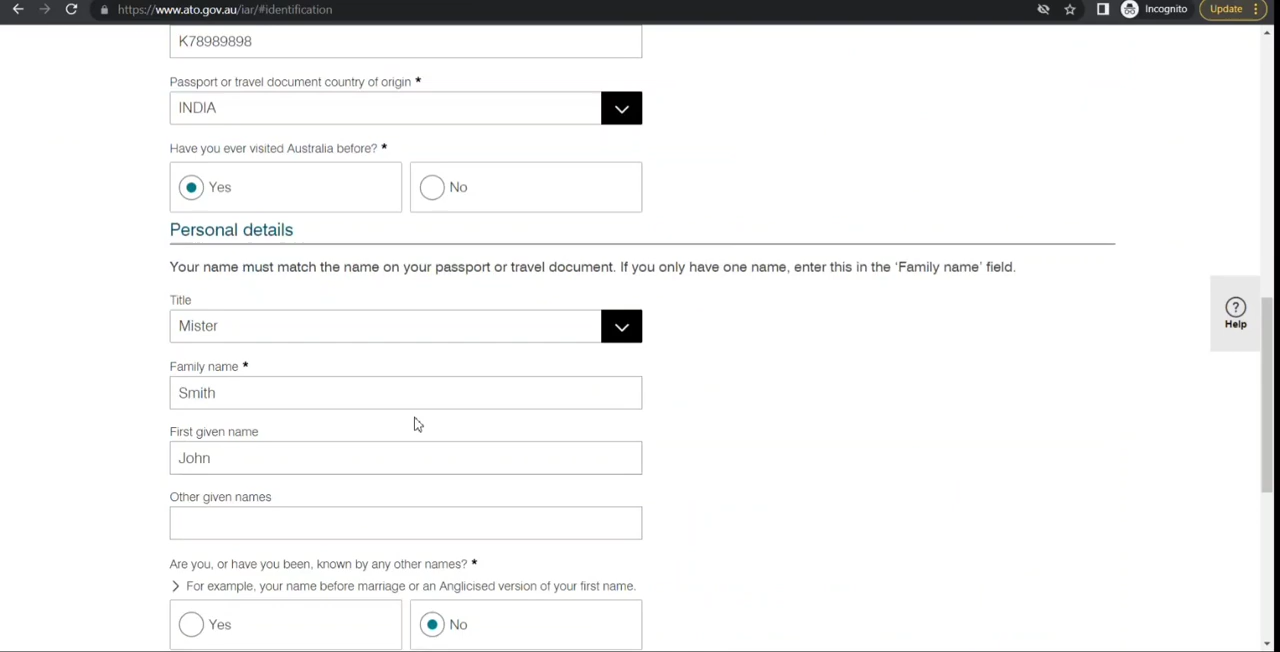 https://www.ato.gov.au/iar/#identification
Incognito
Update
K78989898
Passport or travel document country of origin *
INDIA
Have you ever visited Australia before? *
Yes
No
Personal details
Your name must match the name on your passport or travel document. If you only have one name, enter this in the ‘Family name’ field.
Title
Mister
Family name *
Smith
First given name
John
Other given names
Are you, or have you been, known by any other names? *
For example, your name before marriage or an Anglicised version of your first name.
Yes
No
?
Help